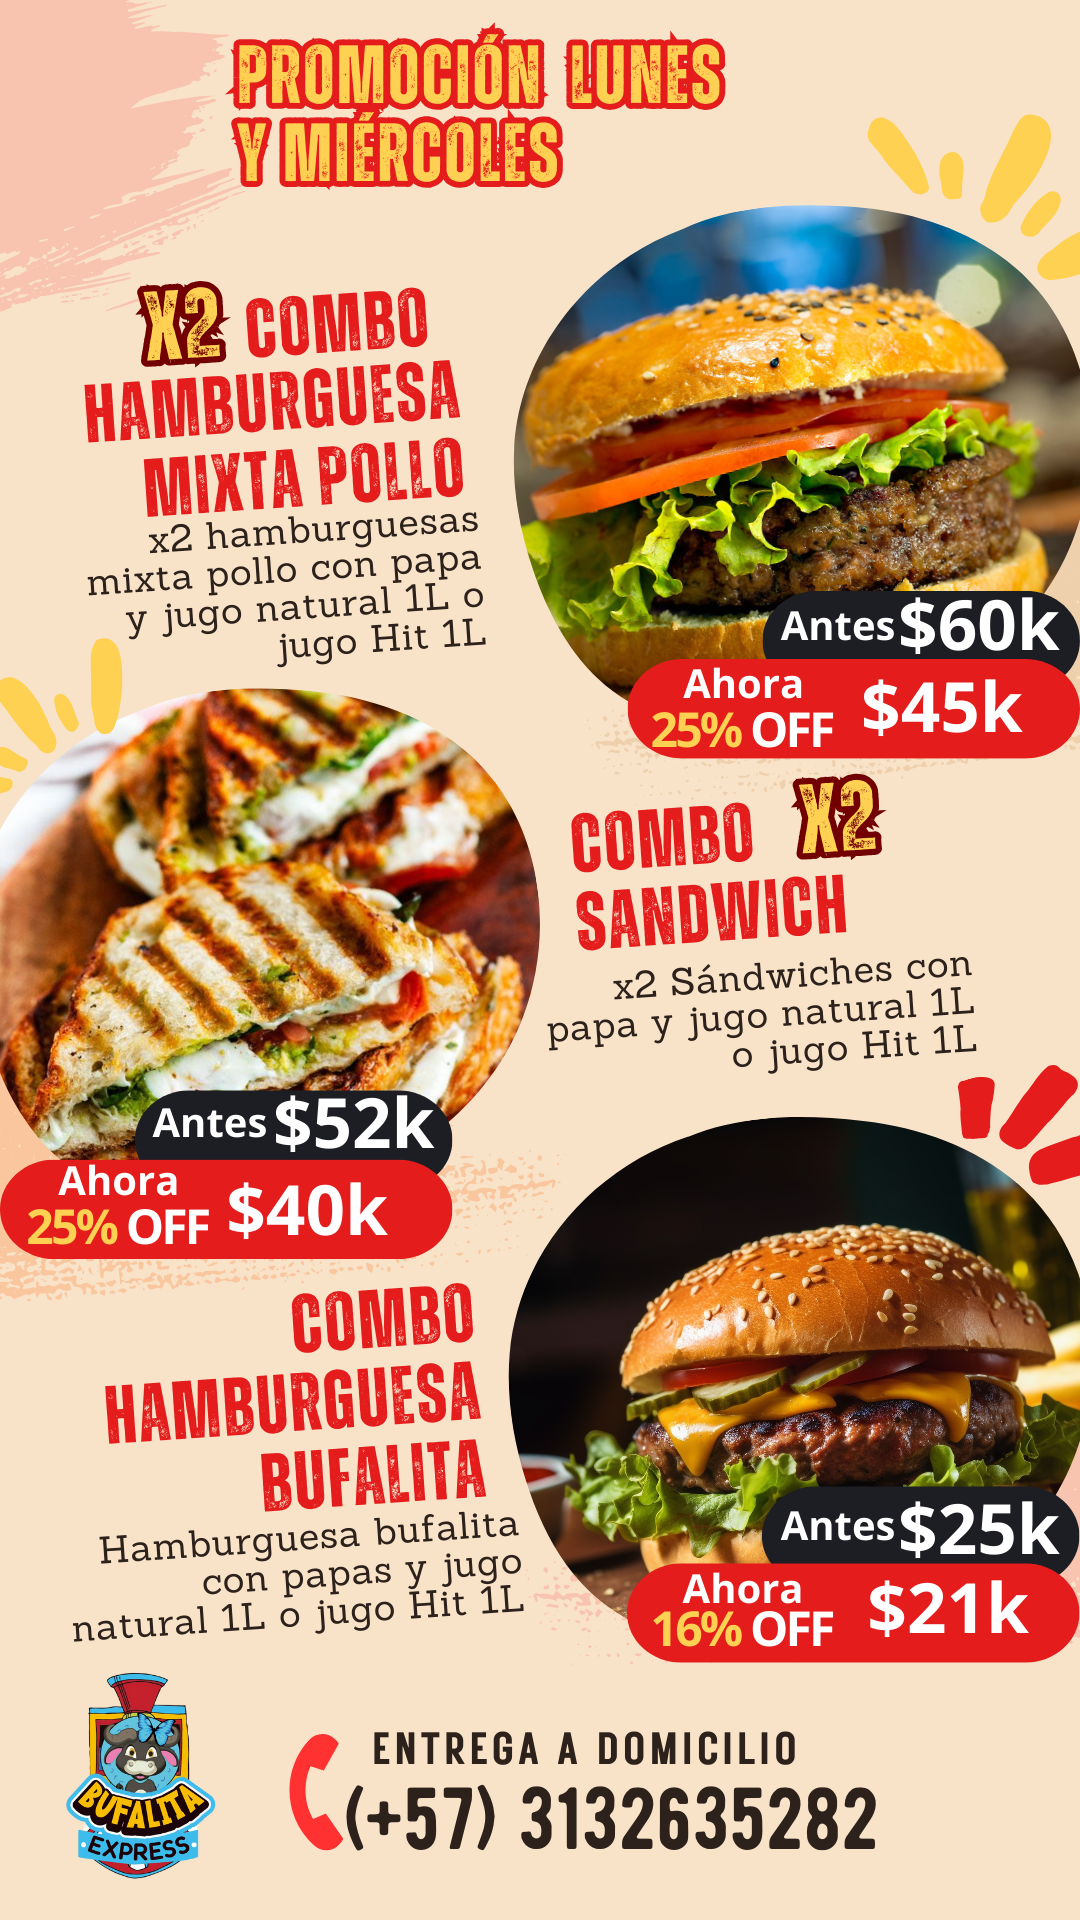 PROMOCIÓN LUNES
Y MIÉRCOLES
X2 COMBO
HAMBURGUESA
MIXTA POLLO
x2 hamburguesas
mixta pollo con papa
y jugo natural 1L o
jugo Hit 1L
Antes $60k
Ahora
25% OFF $45k
COMBO X2
SANDWICH
x2 Sándwiches con
papa y jugo natural 1L
o jugo Hit 1L
Antes $52k
Ahora
25% OFF $40k
COMBO
HAMBURGUESA
BUFALITA
Hamburguesa bufalita
con papas y jugo
natural 1L o jugo Hit 1L
Antes $25k
Ahora
16% OFF $21k
BUFALITA
EXPRESS
ENTREGA A DOMICILIO
(+57) 3132635282